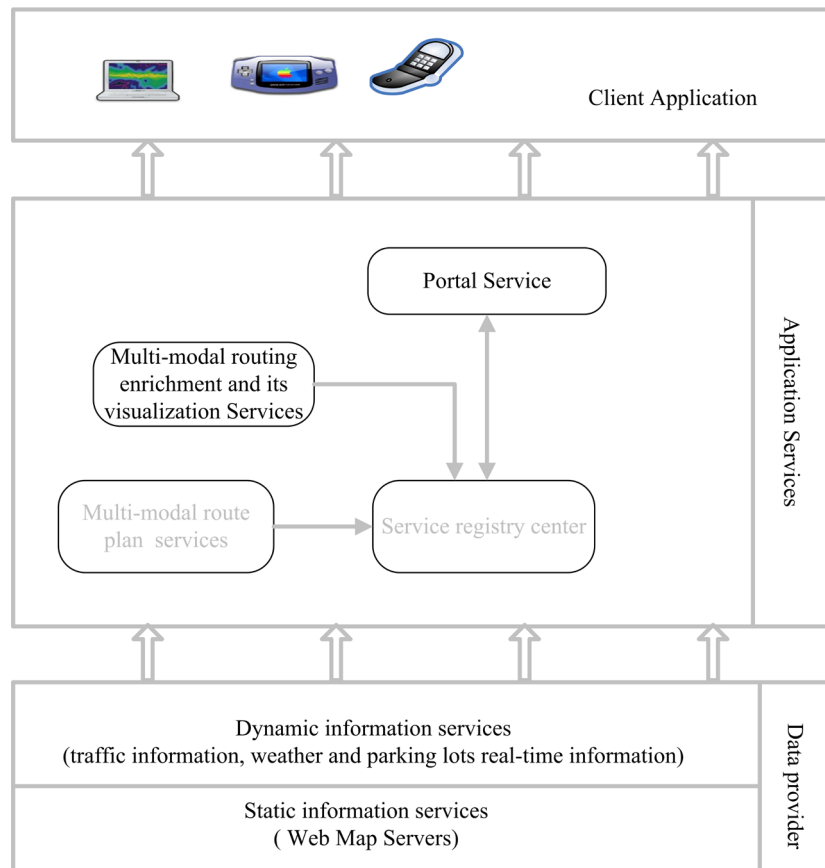 Client Application
Portal Service
Multi-modal routing
enrichment and its
visualization Services
Multi-modal route
plan services
Service registry center
Application Services
Dynamic information services
(traffic information, weather and parking lots real-time information)
Static information services
( Web Map Servers)
Data provider